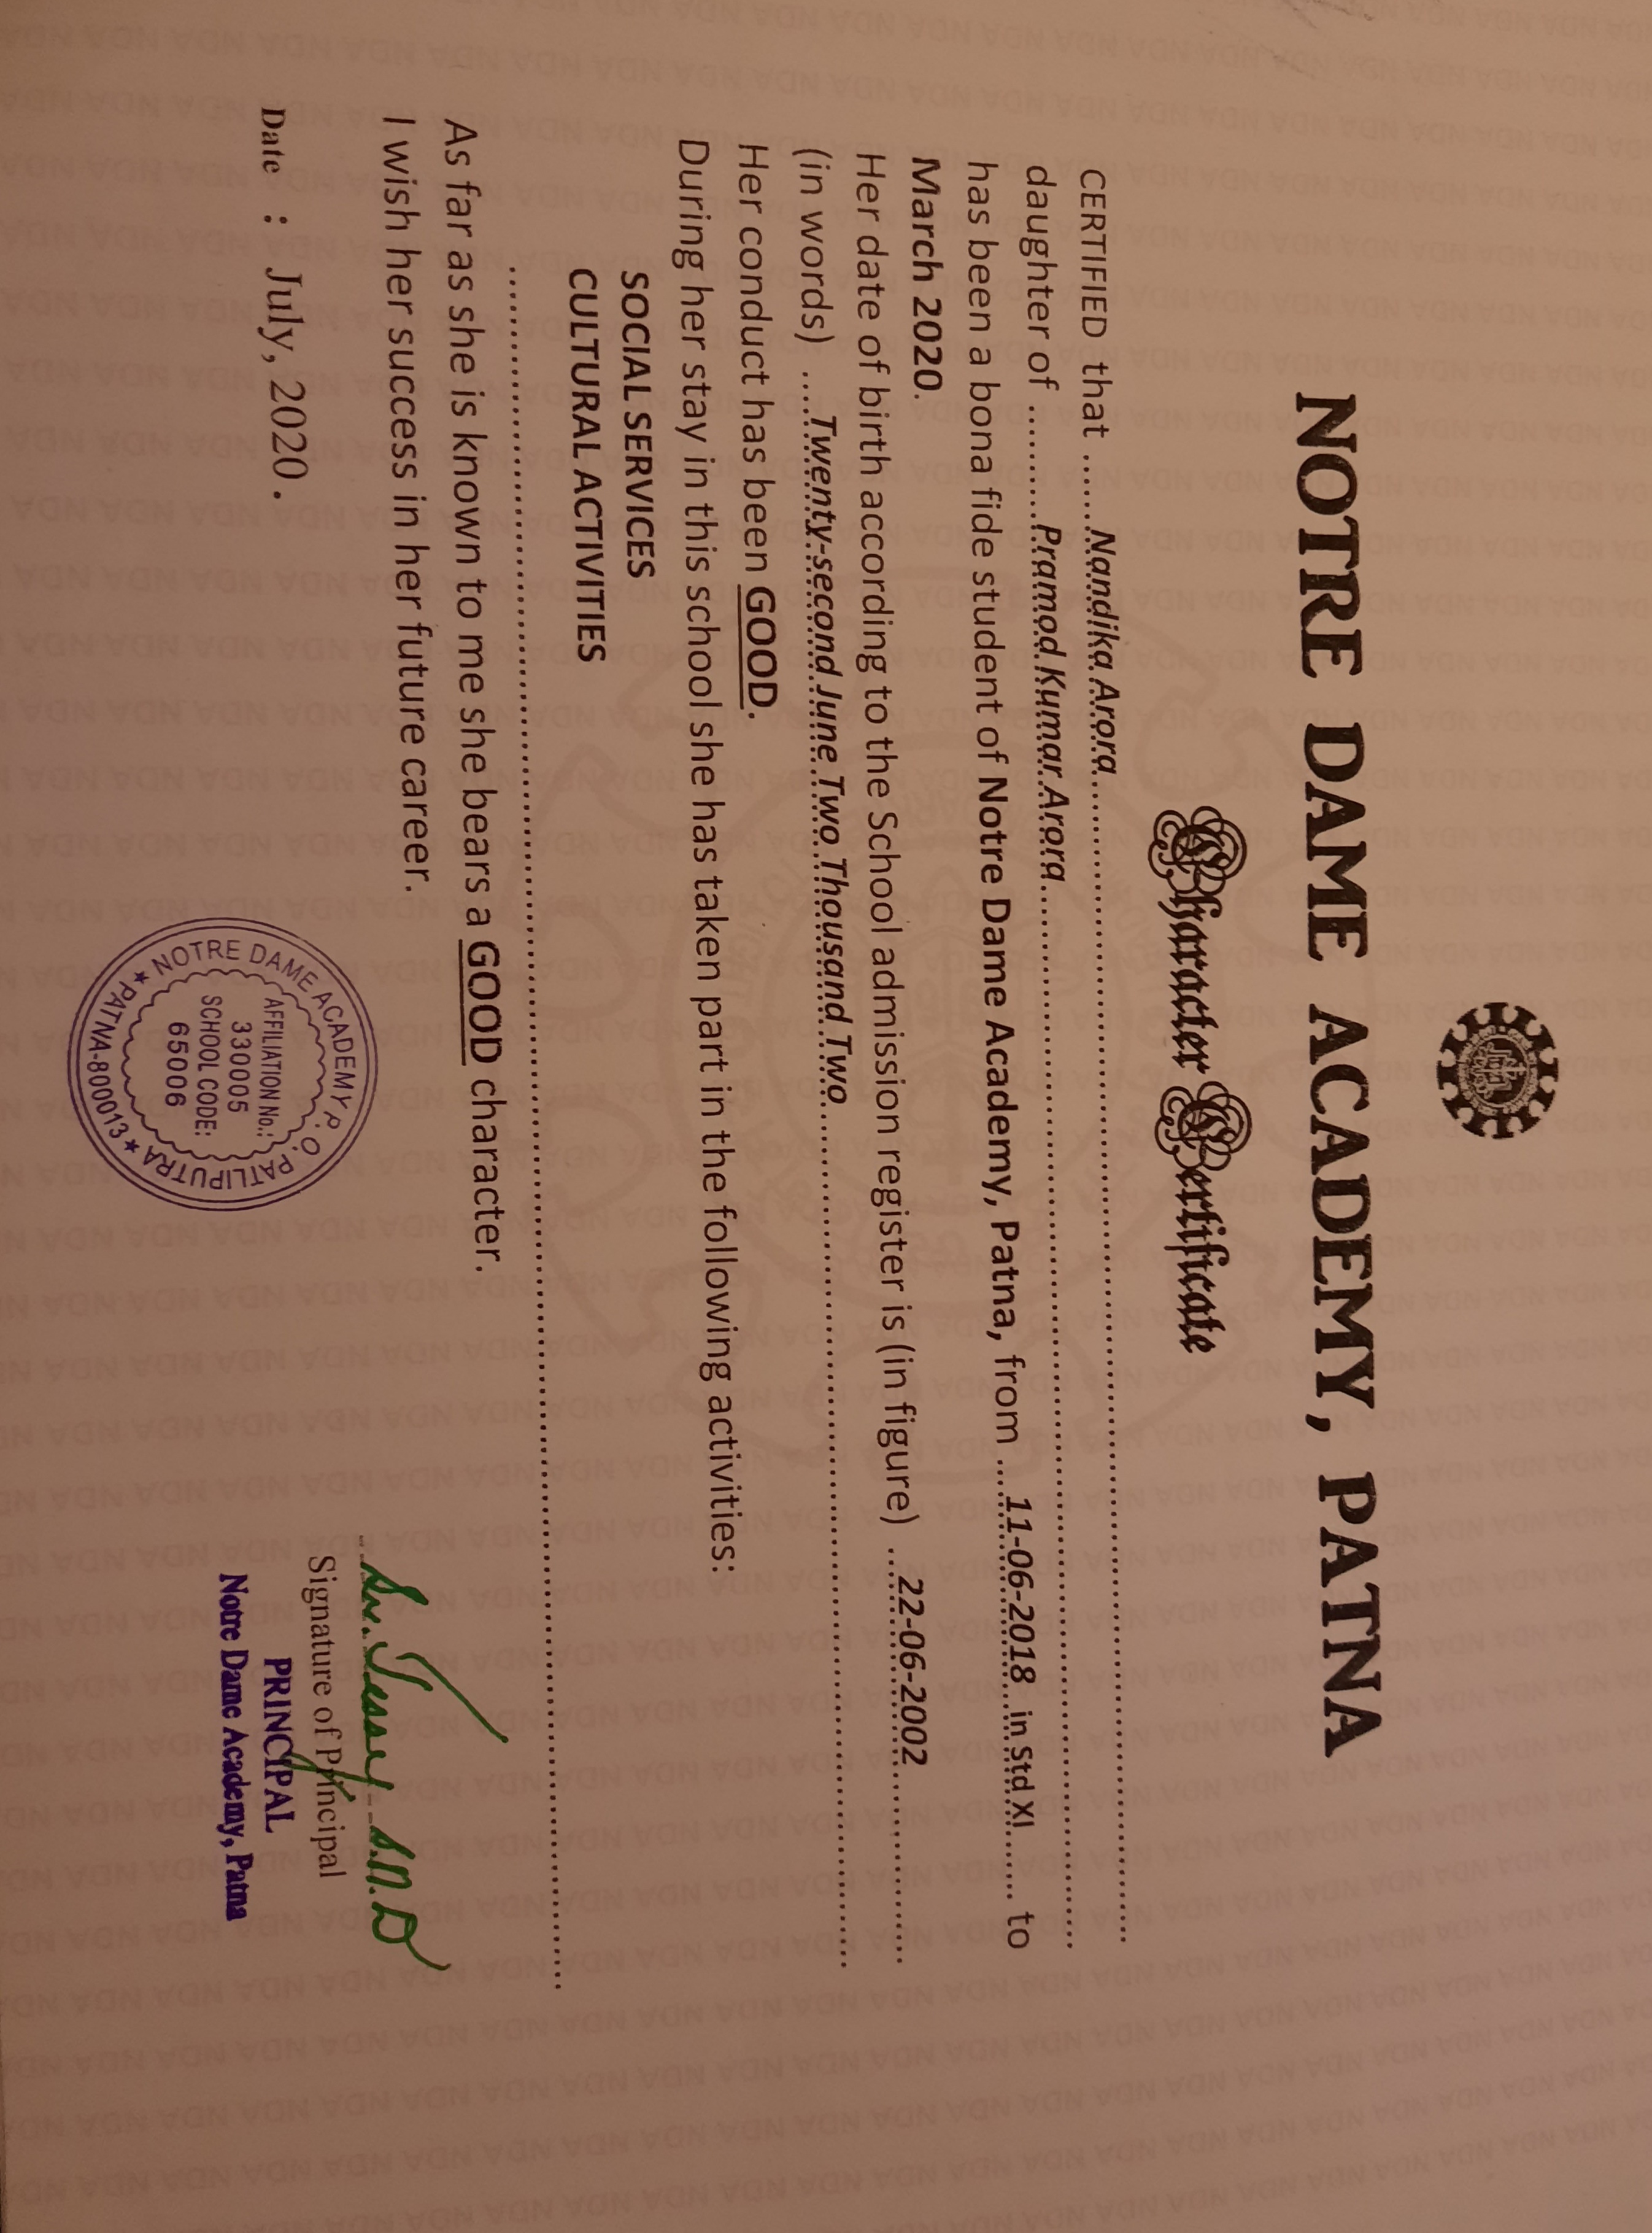 NOTRE DAME ACADEMY, PATNA
Character Certificate
CERTIFIED that ......Nandika Arora......
daughter of ..........Pramod Kumar Arora......
has been a bona fide student of Notre Dame Academy, Patna, from ....11-06-2018 in Std XI...... to
March 2020.
Her date of birth according to the School admission register is (in figure) ...22-06-2002......
(in words) ....Twenty-second June Two Thousand Two......
Her conduct has been GOOD.
During her stay in this school she has taken part in the following activities:
SOCIAL SERVICES
CULTURAL ACTIVITIES
As far as she is known to me she bears a GOOD character.
I wish her success in her future career.
Date : July, 2020.
NOTRE DAME ACADEMY P. O. PATLIPUTRA
★ PATNA-800013 ★
AFFILIATION No.:
330005
SCHOOL CODE:
65006
Sr. Jessy S.N.D
Signature of Principal
PRINCIPAL
Notre Dame Academy, Patna